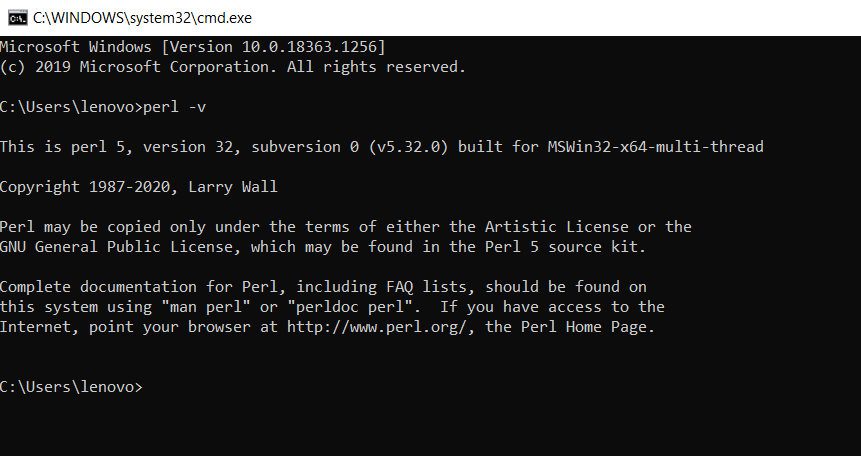 C:\WINDOWS\system32\cmd.exe
Microsoft Windows [Version 10.0.18363.1256]
(c) 2019 Microsoft Corporation. All rights reserved.
C:\Users\lenovo>perl -v
This is perl 5, version 32, subversion 0 (v5.32.0) built for MSWin32-x64-multi-thread
Copyright 1987-2020, Larry Wall
Perl may be copied only under the terms of either the Artistic License or the
GNU General Public License, which may be found in the Perl 5 source kit.
Complete documentation for Perl, including FAQ lists, should be found on
this system using "man perl" or "perldoc perl".  If you have access to the
Internet, point your browser at http://www.perl.org/, the Perl Home Page.
C:\Users\lenovo>